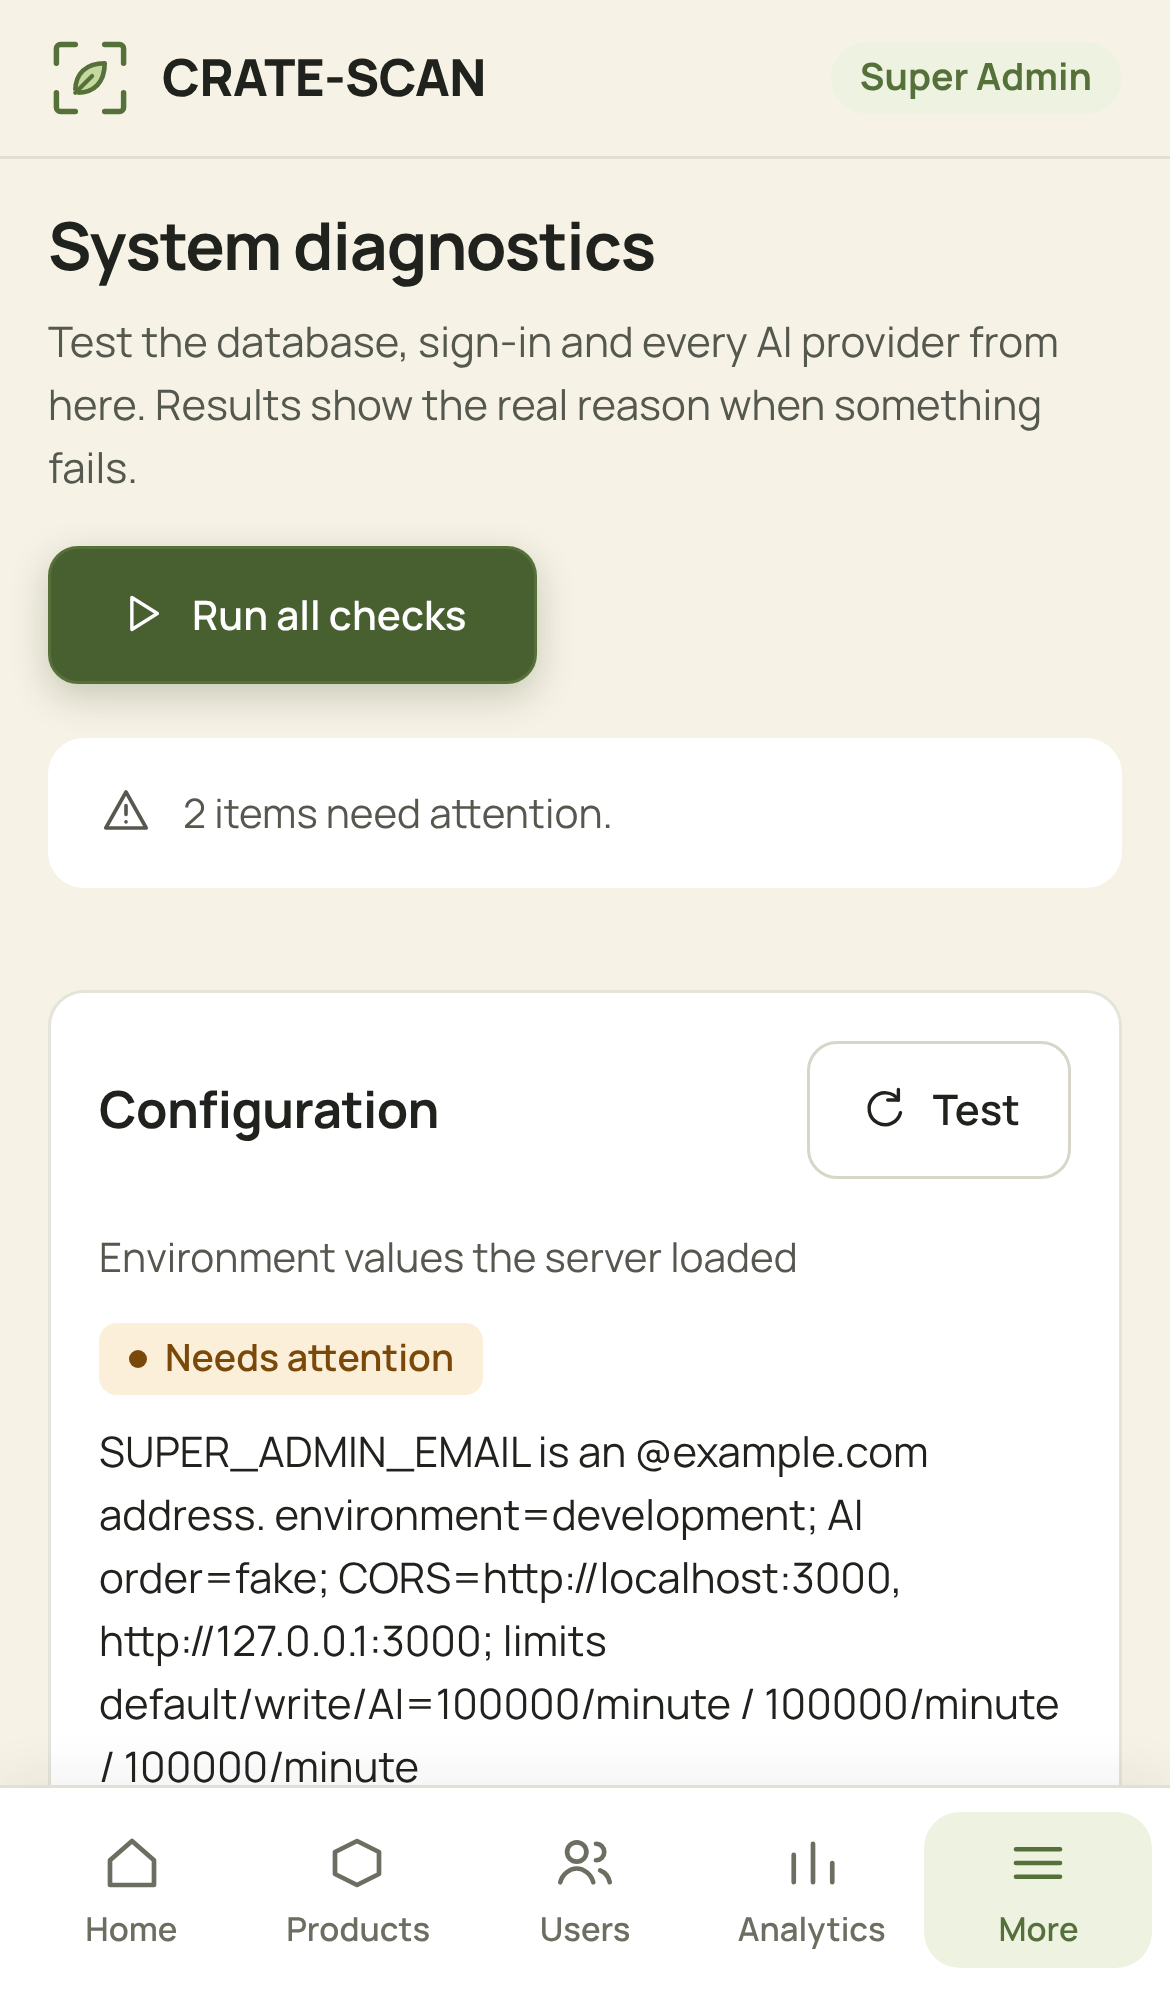 CRATE-SCAN
Super Admin
System diagnostics
Test the database, sign-in and every AI provider from
here. Results show the real reason when something
fails.
Run all checks
2 items need attention.
Configuration
Test
Environment values the server loaded
Needs attention
SUPER_ADMIN_EMAIL is an @example.com
address. environment=development; AI
order=fake; CORS=http://localhost:3000,
http://127.0.0.1:3000; limits
default/write/AI=100000/minute / 100000/minute
/ 100000/minute
Home
Products
Users
Analytics
More